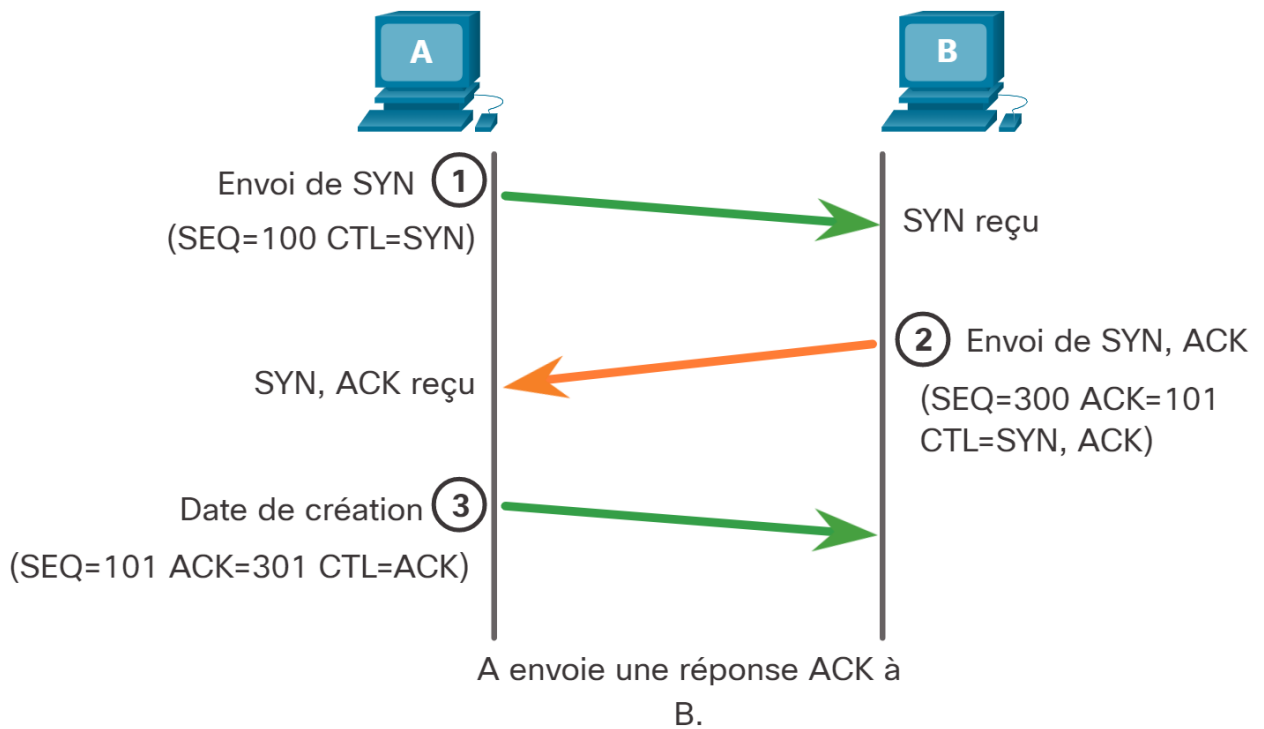 A
B
Envoi de SYN 1
(SEQ=100 CTL=SYN)
SYN reçu
2 Envoi de SYN, ACK
(SEQ=300 ACK=101
CTL=SYN, ACK)
SYN, ACK reçu
Date de création 3
(SEQ=101 ACK=301 CTL=ACK)
A envoie une réponse ACK à
B.